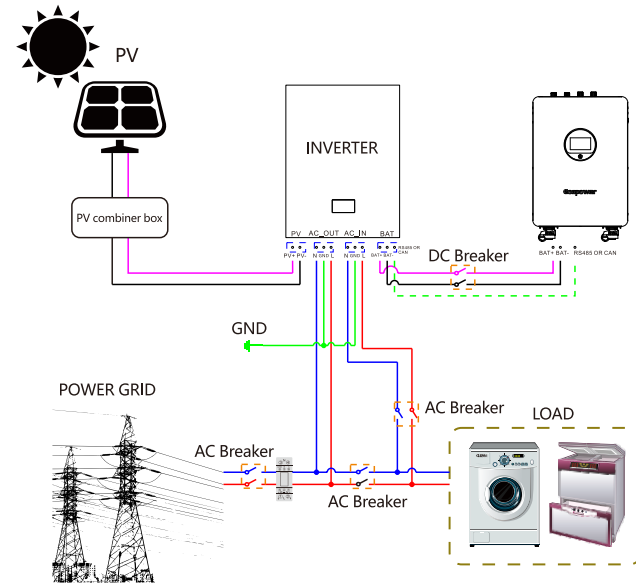 PV
INVERTER
PV combiner box
PV AC_OUT AC_IN BAT
PV+ PV- N GND L N GND L BAT+ BAT- RS485 OR CAN
Gospower
BAT+ BAT- RS485 OR CAN
DC Breaker
GND
POWER GRID
AC Breaker
LOAD
AC Breaker
AC Breaker